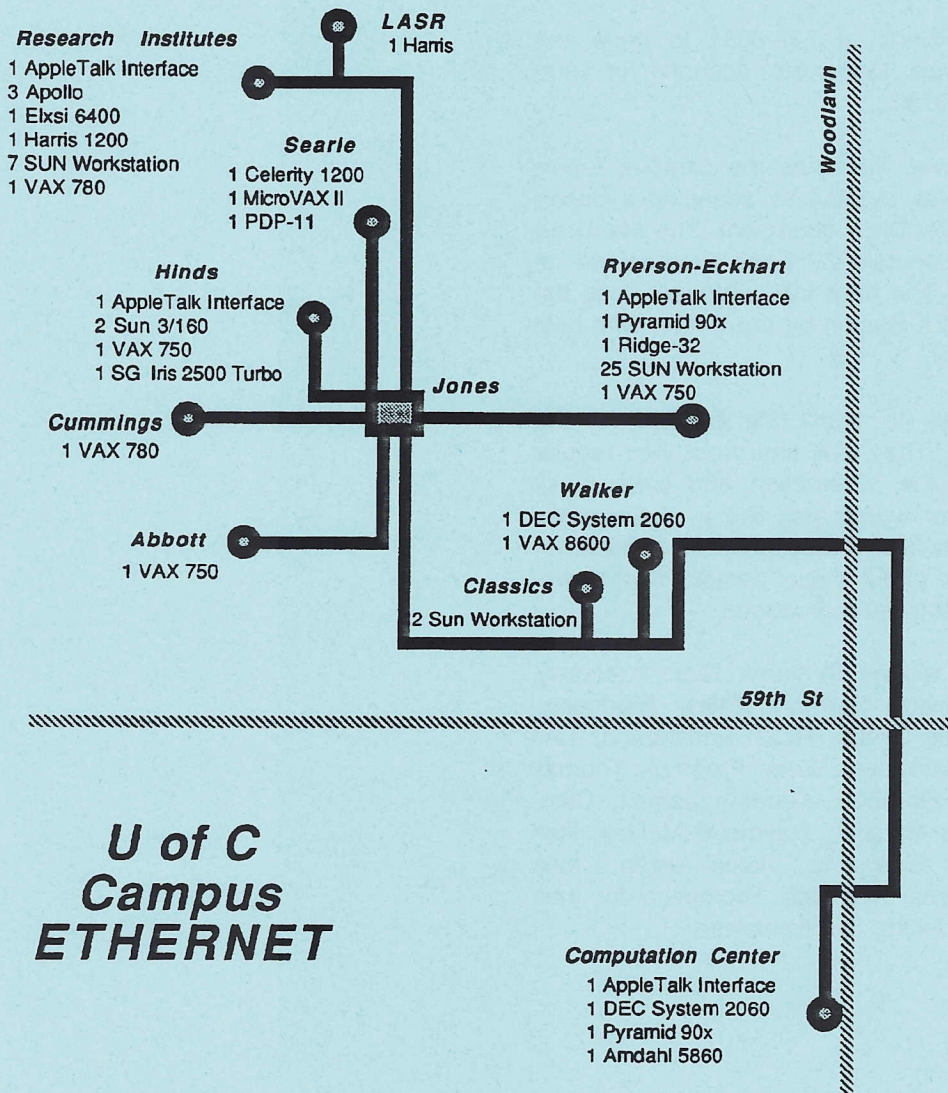 LASR
1 Harris
Research Institutes
1 AppleTalk Interface
3 Apollo
1 Elxsi 6400
1 Harris 1200
7 SUN Workstation
1 VAX 780
Searle
1 Celerity 1200
1 MicroVAX II
1 PDP-11
Woodlawn
Hinds
1 AppleTalk Interface
2 Sun 3/160
1 VAX 750
1 SG Iris 2500 Turbo
Ryerson-Eckhart
1 AppleTalk Interface
1 Pyramid 90x
1 Ridge-32
25 SUN Workstation
1 VAX 750
Jones
Cummings
1 VAX 780
Abbott
1 VAX 750
Walker
1 DEC System 2060
1 VAX 8600
Classics
2 Sun Workstation
59th St
U of C
Campus
ETHERNET
Computation Center
1 AppleTalk Interface
1 DEC System 2060
1 Pyramid 90x
1 Amdahl 5860